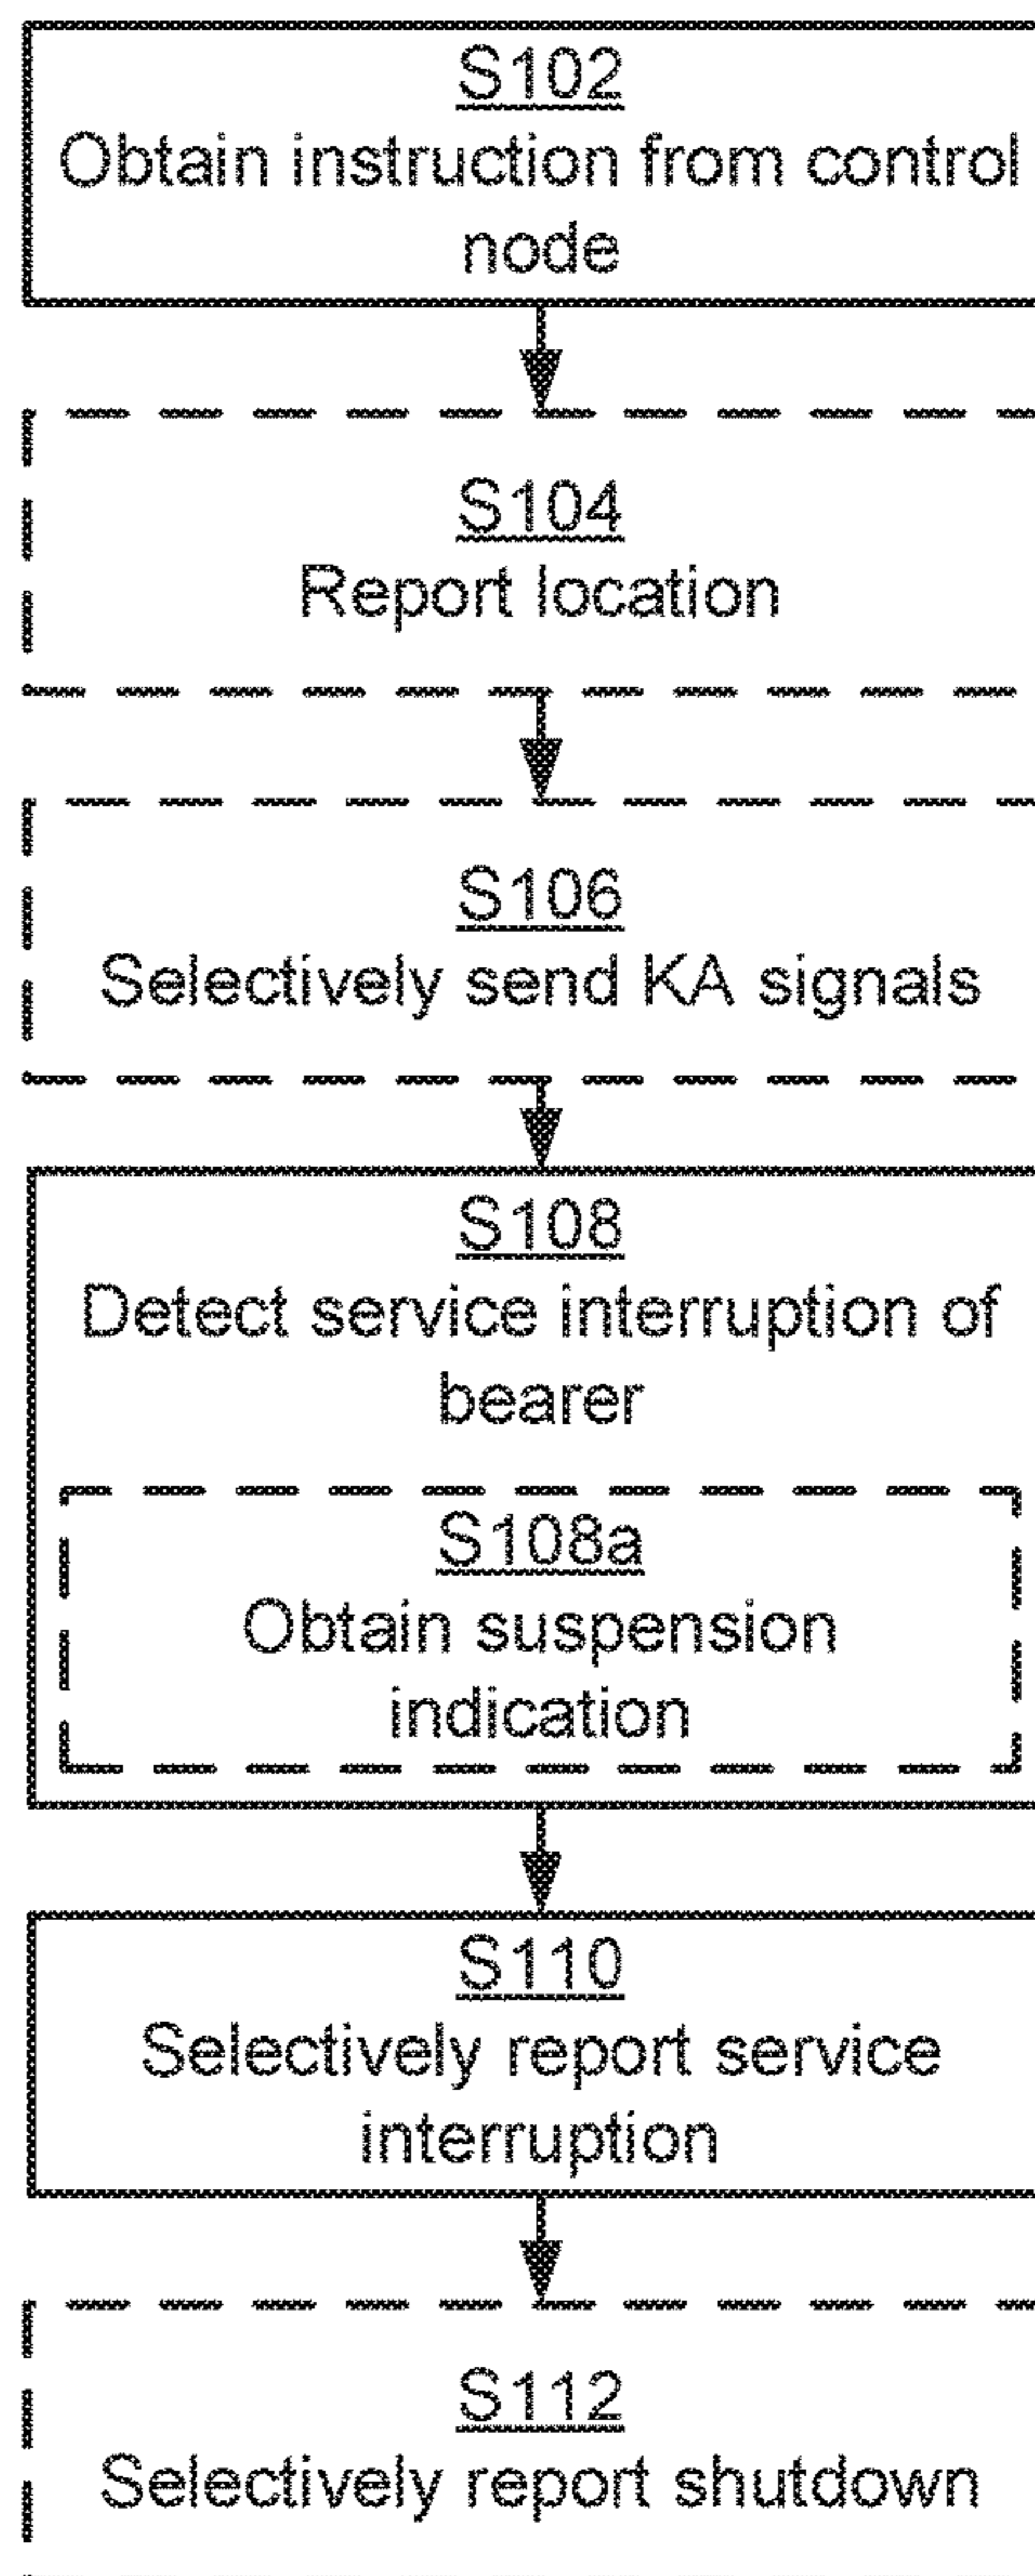 S102
Obtain instruction from control
node
S104
Report location
S106
Selectively send KA signals
S108
Detect service interruption of
bearer
S108a
Obtain suspension
indication
S110
Selectively report service
interruption
S112
Selectively report shutdown